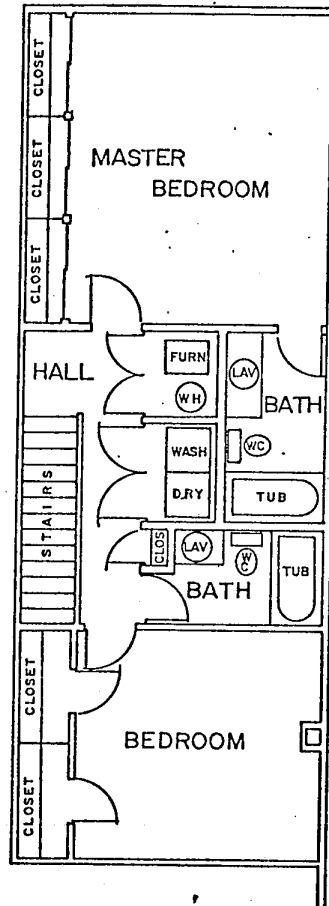 CLOSET
CLOSET
CLOSET
MASTER
BEDROOM
FURN
HALL
LAV
WH
BATH
WC
WASH
DRY
TUB
STAIRS
CLOS
LAV
WC
TUB
BATH
CLOSET
BEDROOM
CLOSET